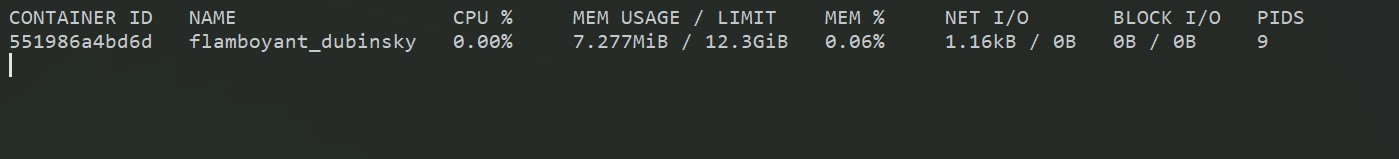 CONTAINER ID NAME CPU % MEM USAGE / LIMIT MEM % NET I/O BLOCK I/O PIDS
551986a4bd6d flamboyant_dubinsky 0.00% 7.277MiB / 12.3GiB 0.06% 1.16kB / 0B 0B / 0B 9